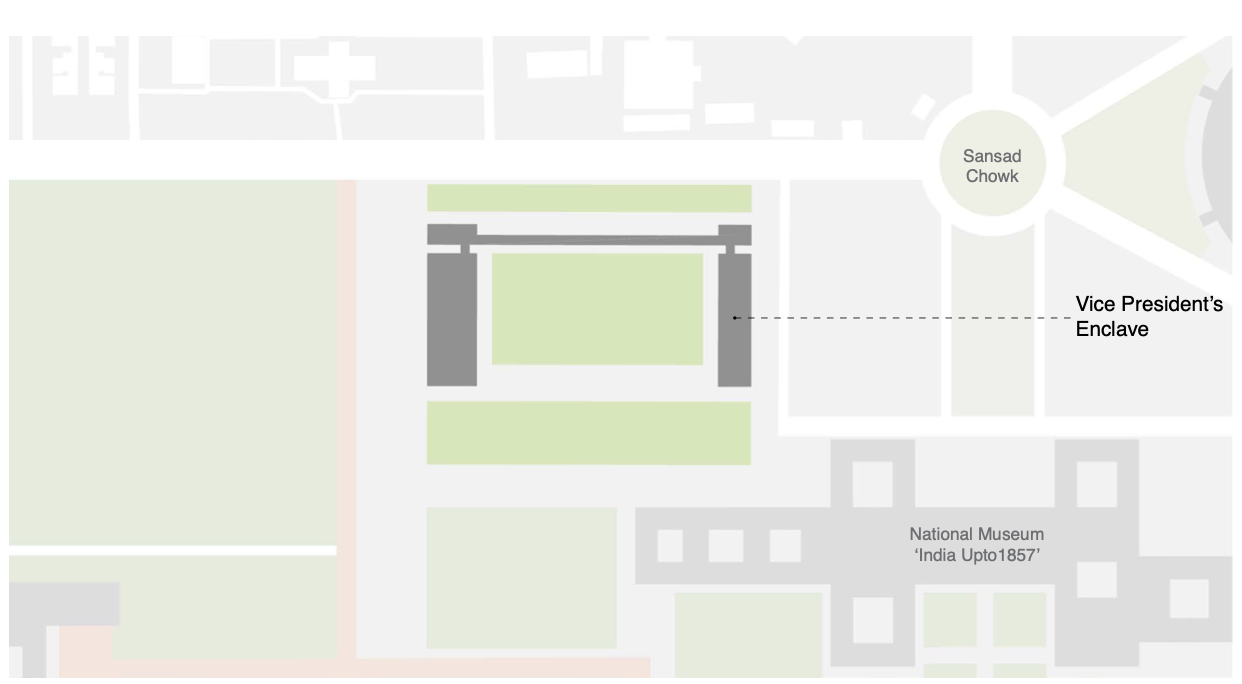 Sansad
Chowk
Vice President’s
Enclave
National Museum
‘India Upto1857’